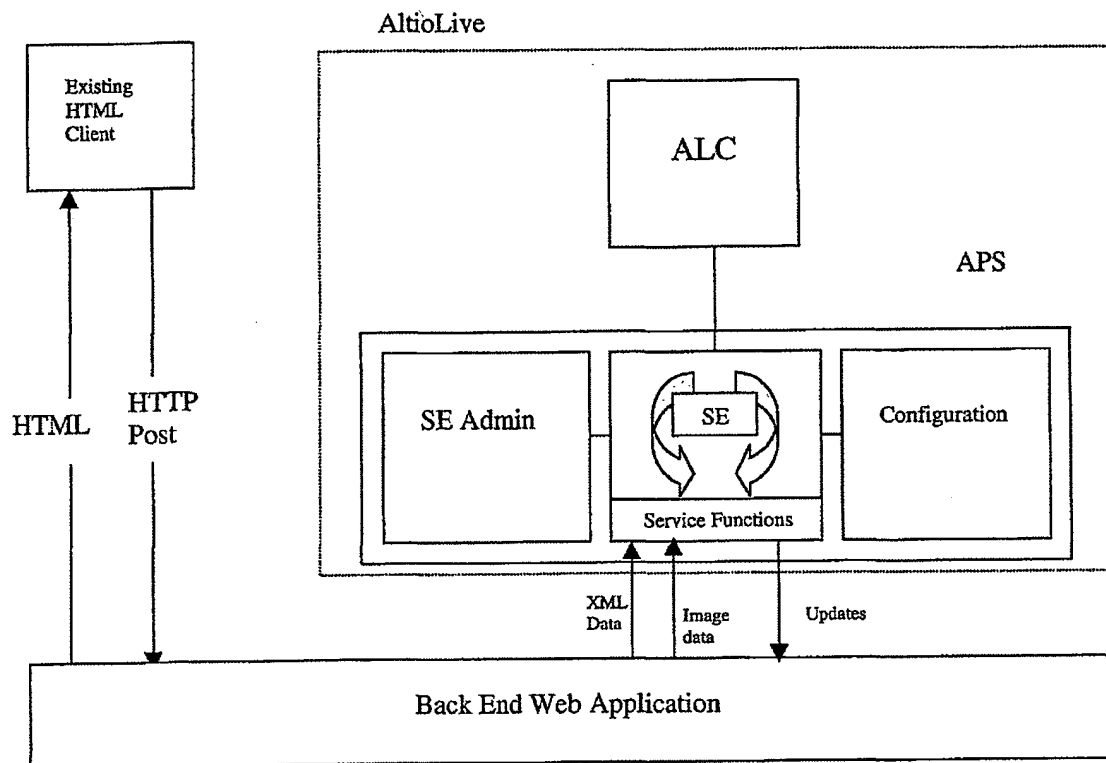 AltioLive
Existing
HTML
Client
ALC
APS
SE Admin
SE
Configuration
Service Functions
HTML
HTTP
Post
XML
Data
Image
data
Updates
Back End Web Application